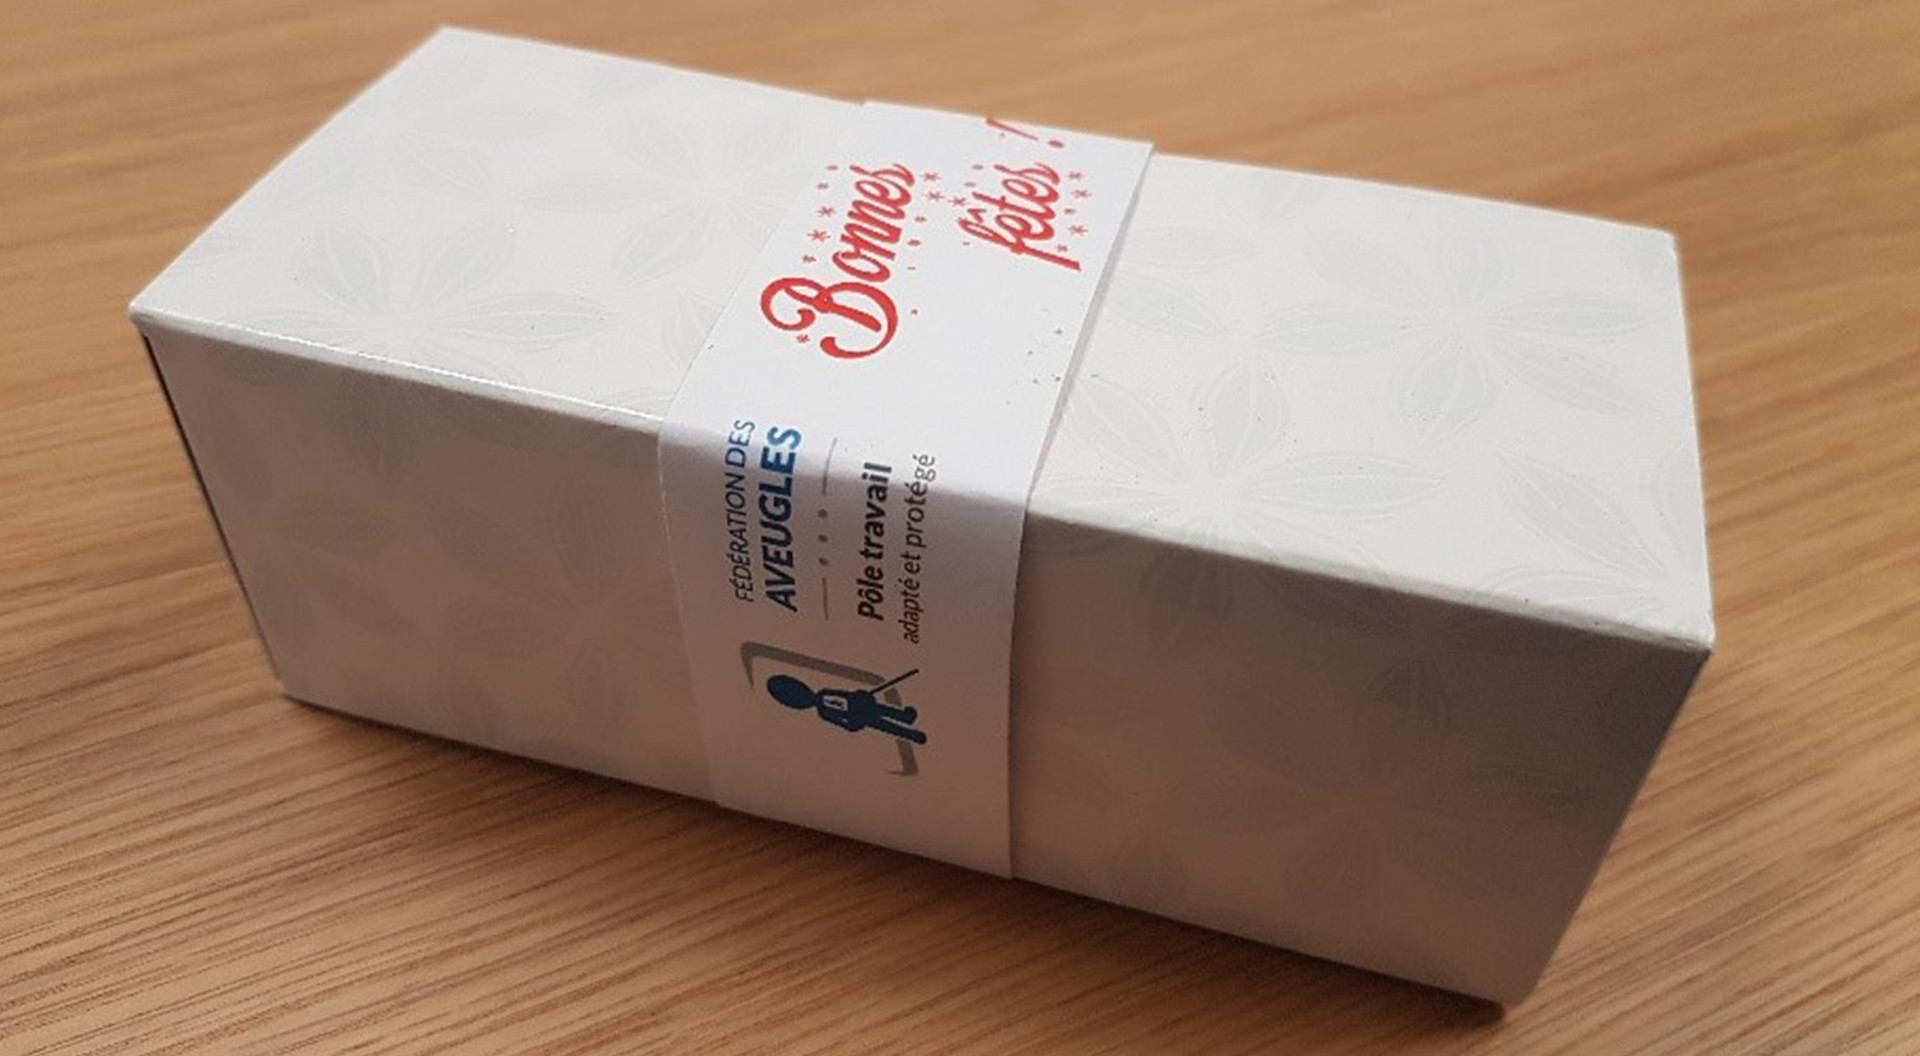 Bonnes
fêtes !
FÉDÉRATION DES
AVEUGLES
Pôle travail
adapté et protégé